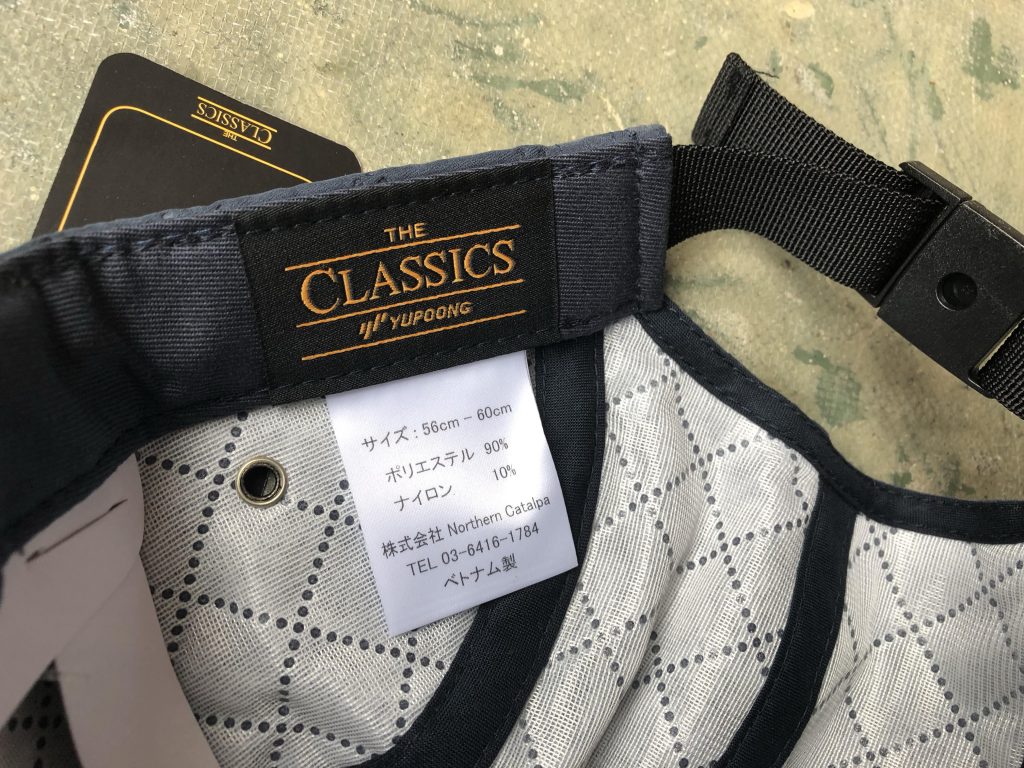 THE
CLASSICS
THE
CLASSICS
YUPOONG
サイズ : 56cm – 60cm
ポリエステル 90%
ナイロン 10%
株式会社 Northern Catalpa
TEL 03-6416-1784
ベトナム製